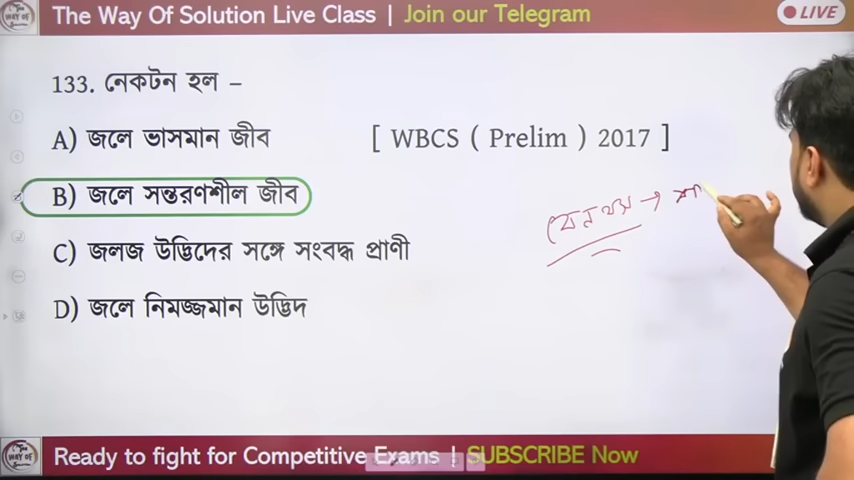 The Way Of Solution Live Class | Join our Telegram
LIVE
133. নেকটন হল –
A) জলে ভাসমান জীব
[ WBCS ( Prelim ) 2017 ]
B) জলে সন্তরণশীল জীব
বেনথস →
C) জলজ উদ্ভিদের সঙ্গে সংবদ্ধ প্রাণী
D) জলে নিমজ্জমান উদ্ভিদ
Ready to fight for Competitive Exams | SUBSCRIBE Now